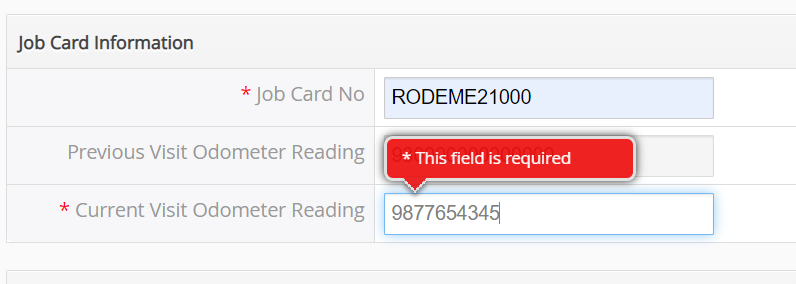 Job Card Information
* Job Card No
RODEME21000
Previous Visit Odometer Reading
* This field is required
* Current Visit Odometer Reading
9877654345